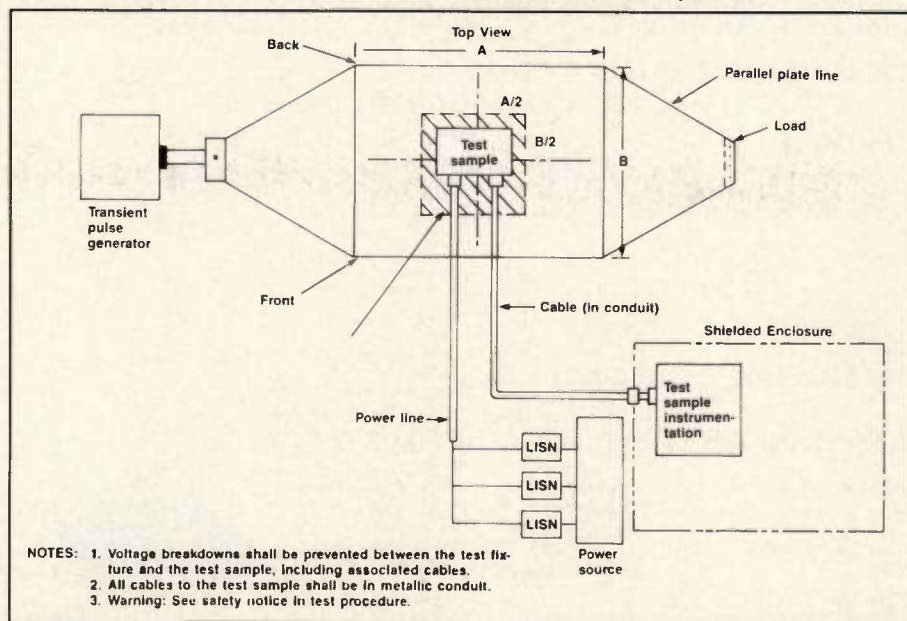 Top View
A
Back
Parallel plate line
A/2
Load
B/2
Test
sample
B
Transient
pulse
generator
Front
Cable (in conduit)
Shielded Enclosure
Test
sample
instrumen-
tation
Power line
LISN
LISN
LISN
Power
source
NOTES: 1. Voltage breakdowns shall be prevented between the test fix-
ture and the test sample, including associated cables.
2. All cables to the test sample shall be in metallic conduit.
3. Warning: See safety notice in test procedure.